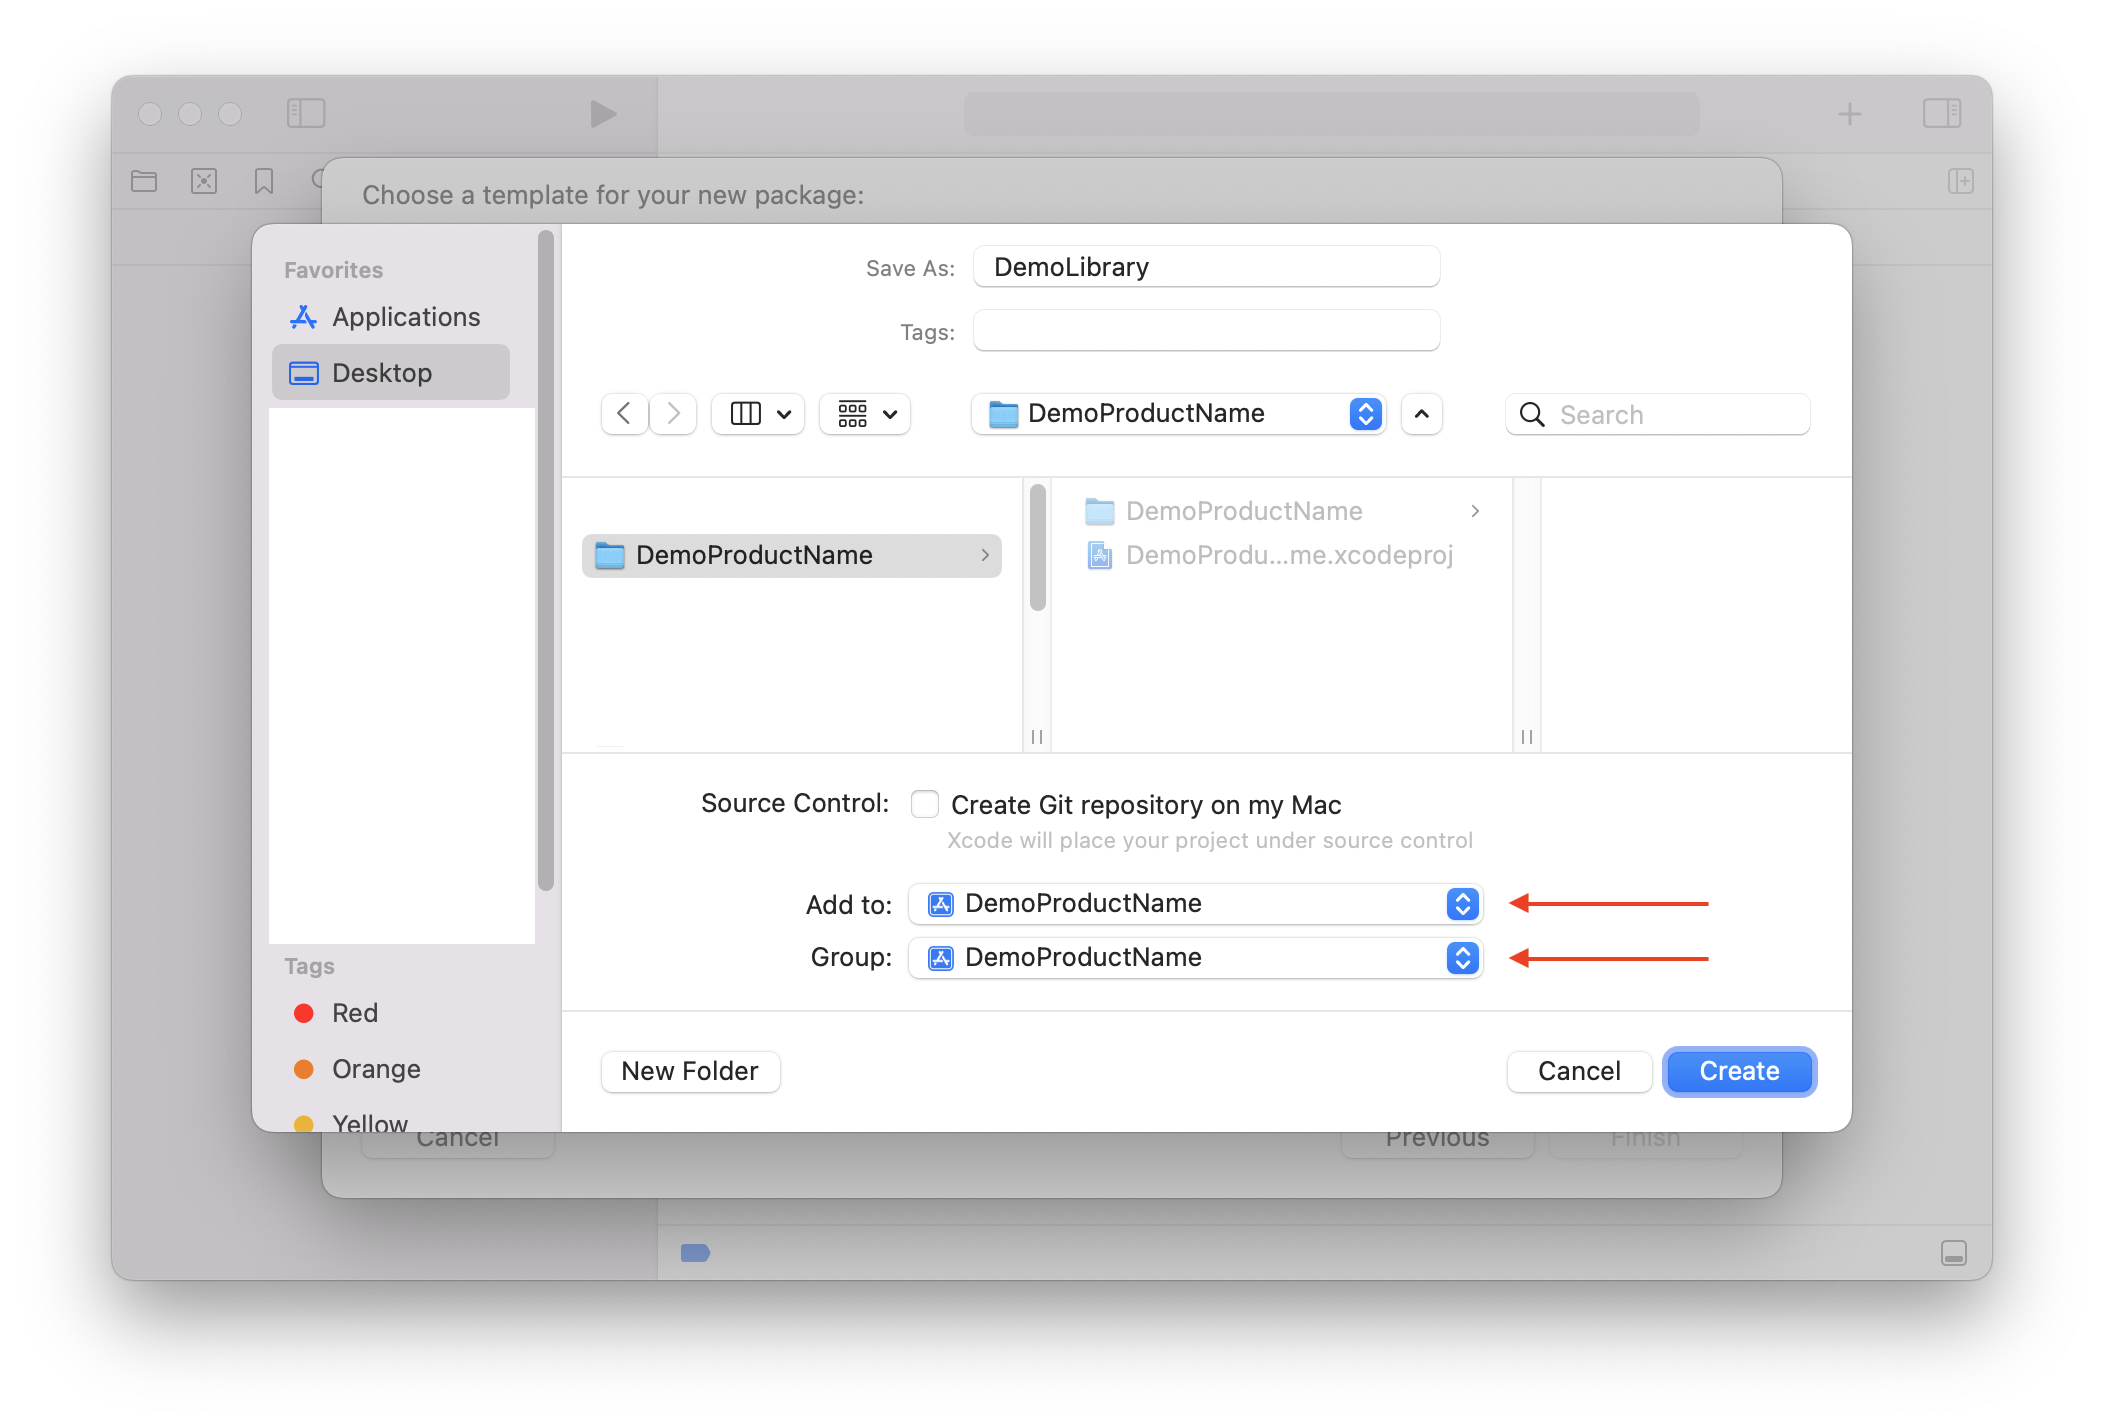 Choose a template for your new package:
Favorites
Applications
Desktop
Tags
Red
Orange
Yellow
Save As: DemoLibrary
Tags:
DemoProductName
Search
DemoProductName
DemoProductName
DemoProdu...me.xcodeproj
Source Control: Create Git repository on my Mac
Xcode will place your project under source control
Add to: DemoProductName
Group: DemoProductName
New Folder Cancel Create
Cancel Previous Finish